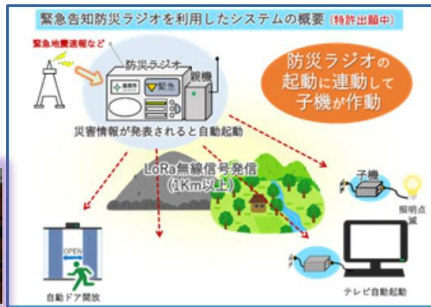 緊急告知防災ラジオを利用したシステムの概要 (特許出願中)
緊急地震速報など
防災ラジオ
親機
緊急
防災ラジオの
起動に連動して
子機が作動
災害情報が発表されると自動起動
LoRa無線信号発信
(1Km以上)
子機
照明点
滅
OPEN
自動ドア開放
テレビ自動起動